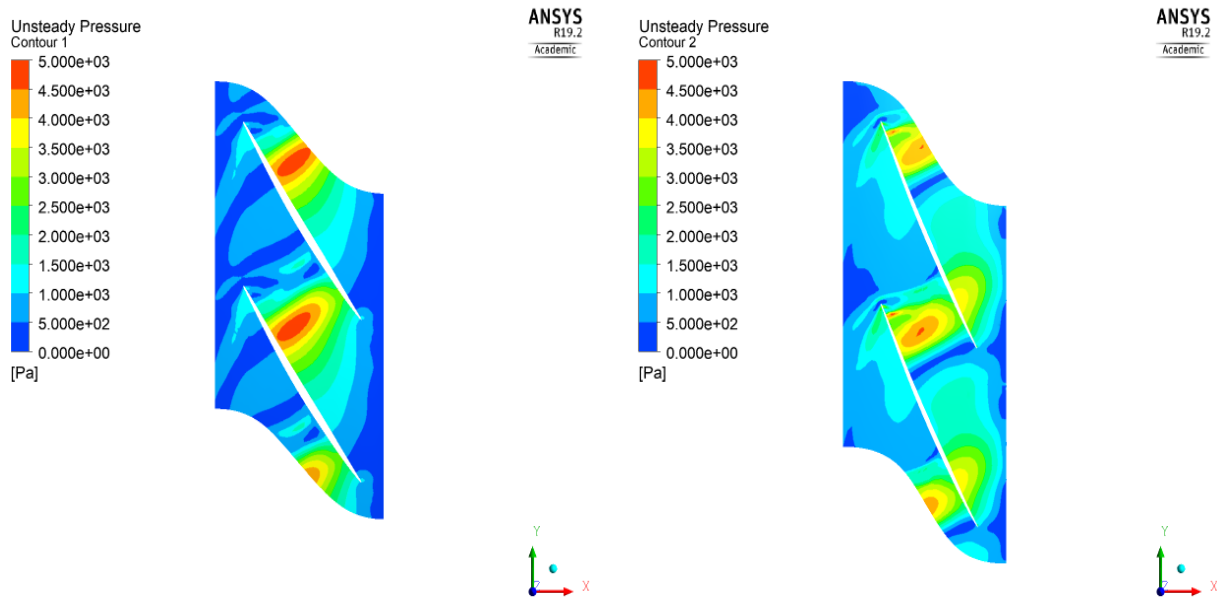 Unsteady Pressure
Contour 1
5.000e+03
4.500e+03
4.000e+03
3.500e+03
3.000e+03
2.500e+03
2.000e+03
1.500e+03
1.000e+03
5.000e+02
0.000e+00
[Pa]
ANSYS
R19.2
Academic
Y
Z
X
Unsteady Pressure
Contour 2
5.000e+03
4.500e+03
4.000e+03
3.500e+03
3.000e+03
2.500e+03
2.000e+03
1.500e+03
1.000e+03
5.000e+02
0.000e+00
[Pa]
ANSYS
R19.2
Academic
Y
Z
X